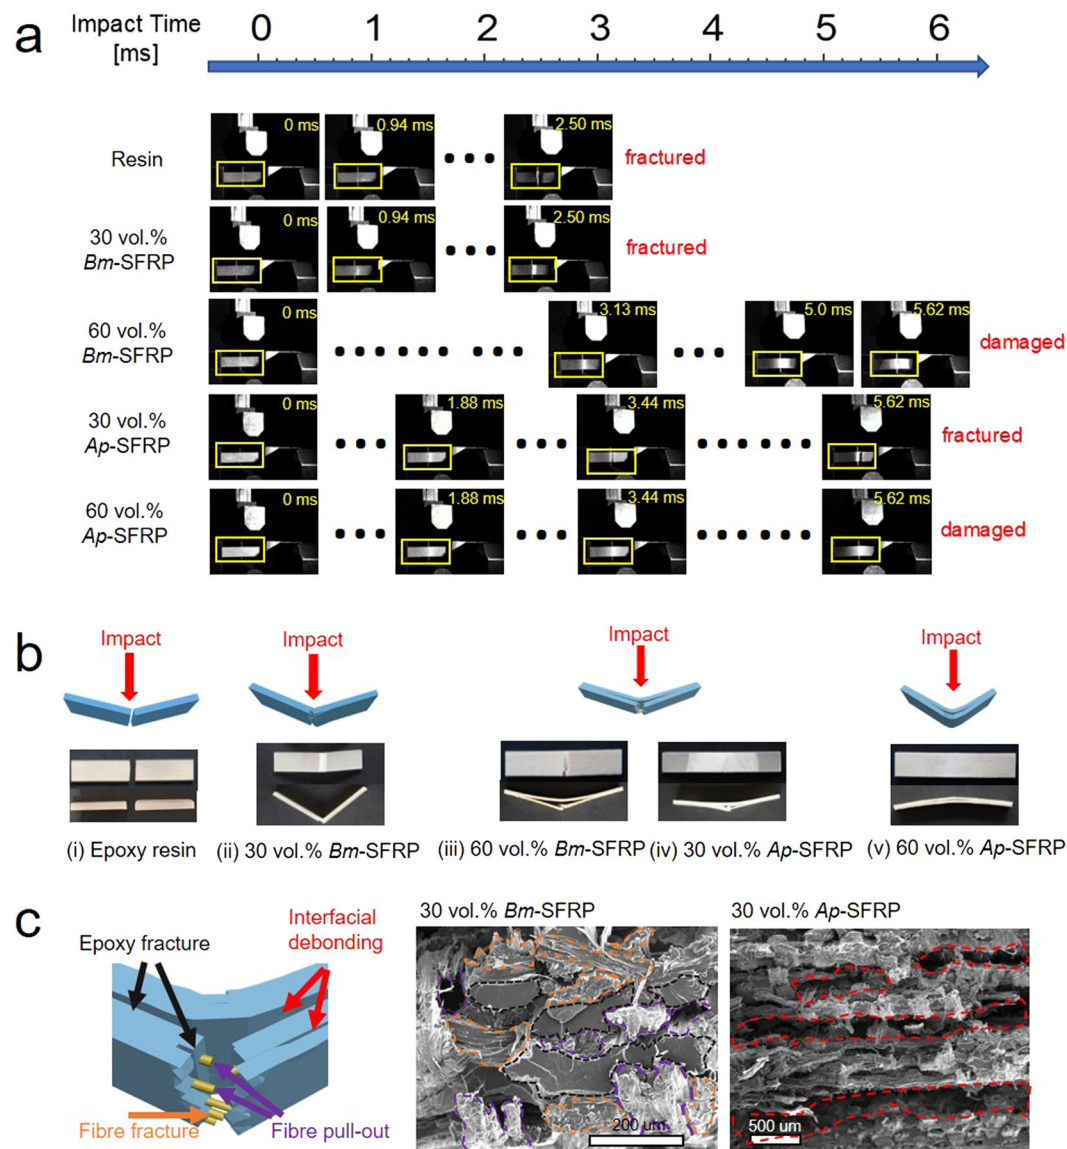 a
Impact Time
[ms]
0 1 2 3 4 5 6
Resin
0 ms
0.94 ms
2.50 ms
fractured
30 vol.%
Bm-SFRP
0 ms
0.94 ms
2.50 ms
fractured
60 vol.%
Bm-SFRP
0 ms
3.13 ms
5.0 ms
5.62 ms
damaged
30 vol.%
Ap-SFRP
0 ms
1.88 ms
3.44 ms
5.62 ms
fractured
60 vol.%
Ap-SFRP
0 ms
1.88 ms
3.44 ms
5.62 ms
damaged
b
Impact
Impact
Impact
Impact
(i) Epoxy resin
(ii) 30 vol.% Bm-SFRP
(iii) 60 vol.% Bm-SFRP
(iv) 30 vol.% Ap-SFRP
(v) 60 vol.% Ap-SFRP
c
Epoxy fracture
Interfacial
debonding
Fibre fracture
Fibre pull-out
30 vol.% Bm-SFRP
200 um
30 vol.% Ap-SFRP
500 um